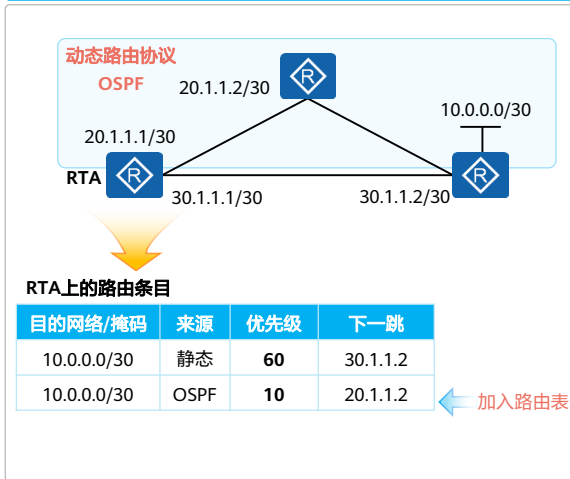 动态路由协议
OSPF
20.1.1.2/30
10.0.0.0/30
20.1.1.1/30
R
R
R
RTA
30.1.1.1/30
30.1.1.2/30
RTA上的路由条目
目的网络/掩码 来源 优先级 下一跳
10.0.0.0/30 静态 60 30.1.1.2
10.0.0.0/30 OSPF 10 20.1.1.2
加入路由表